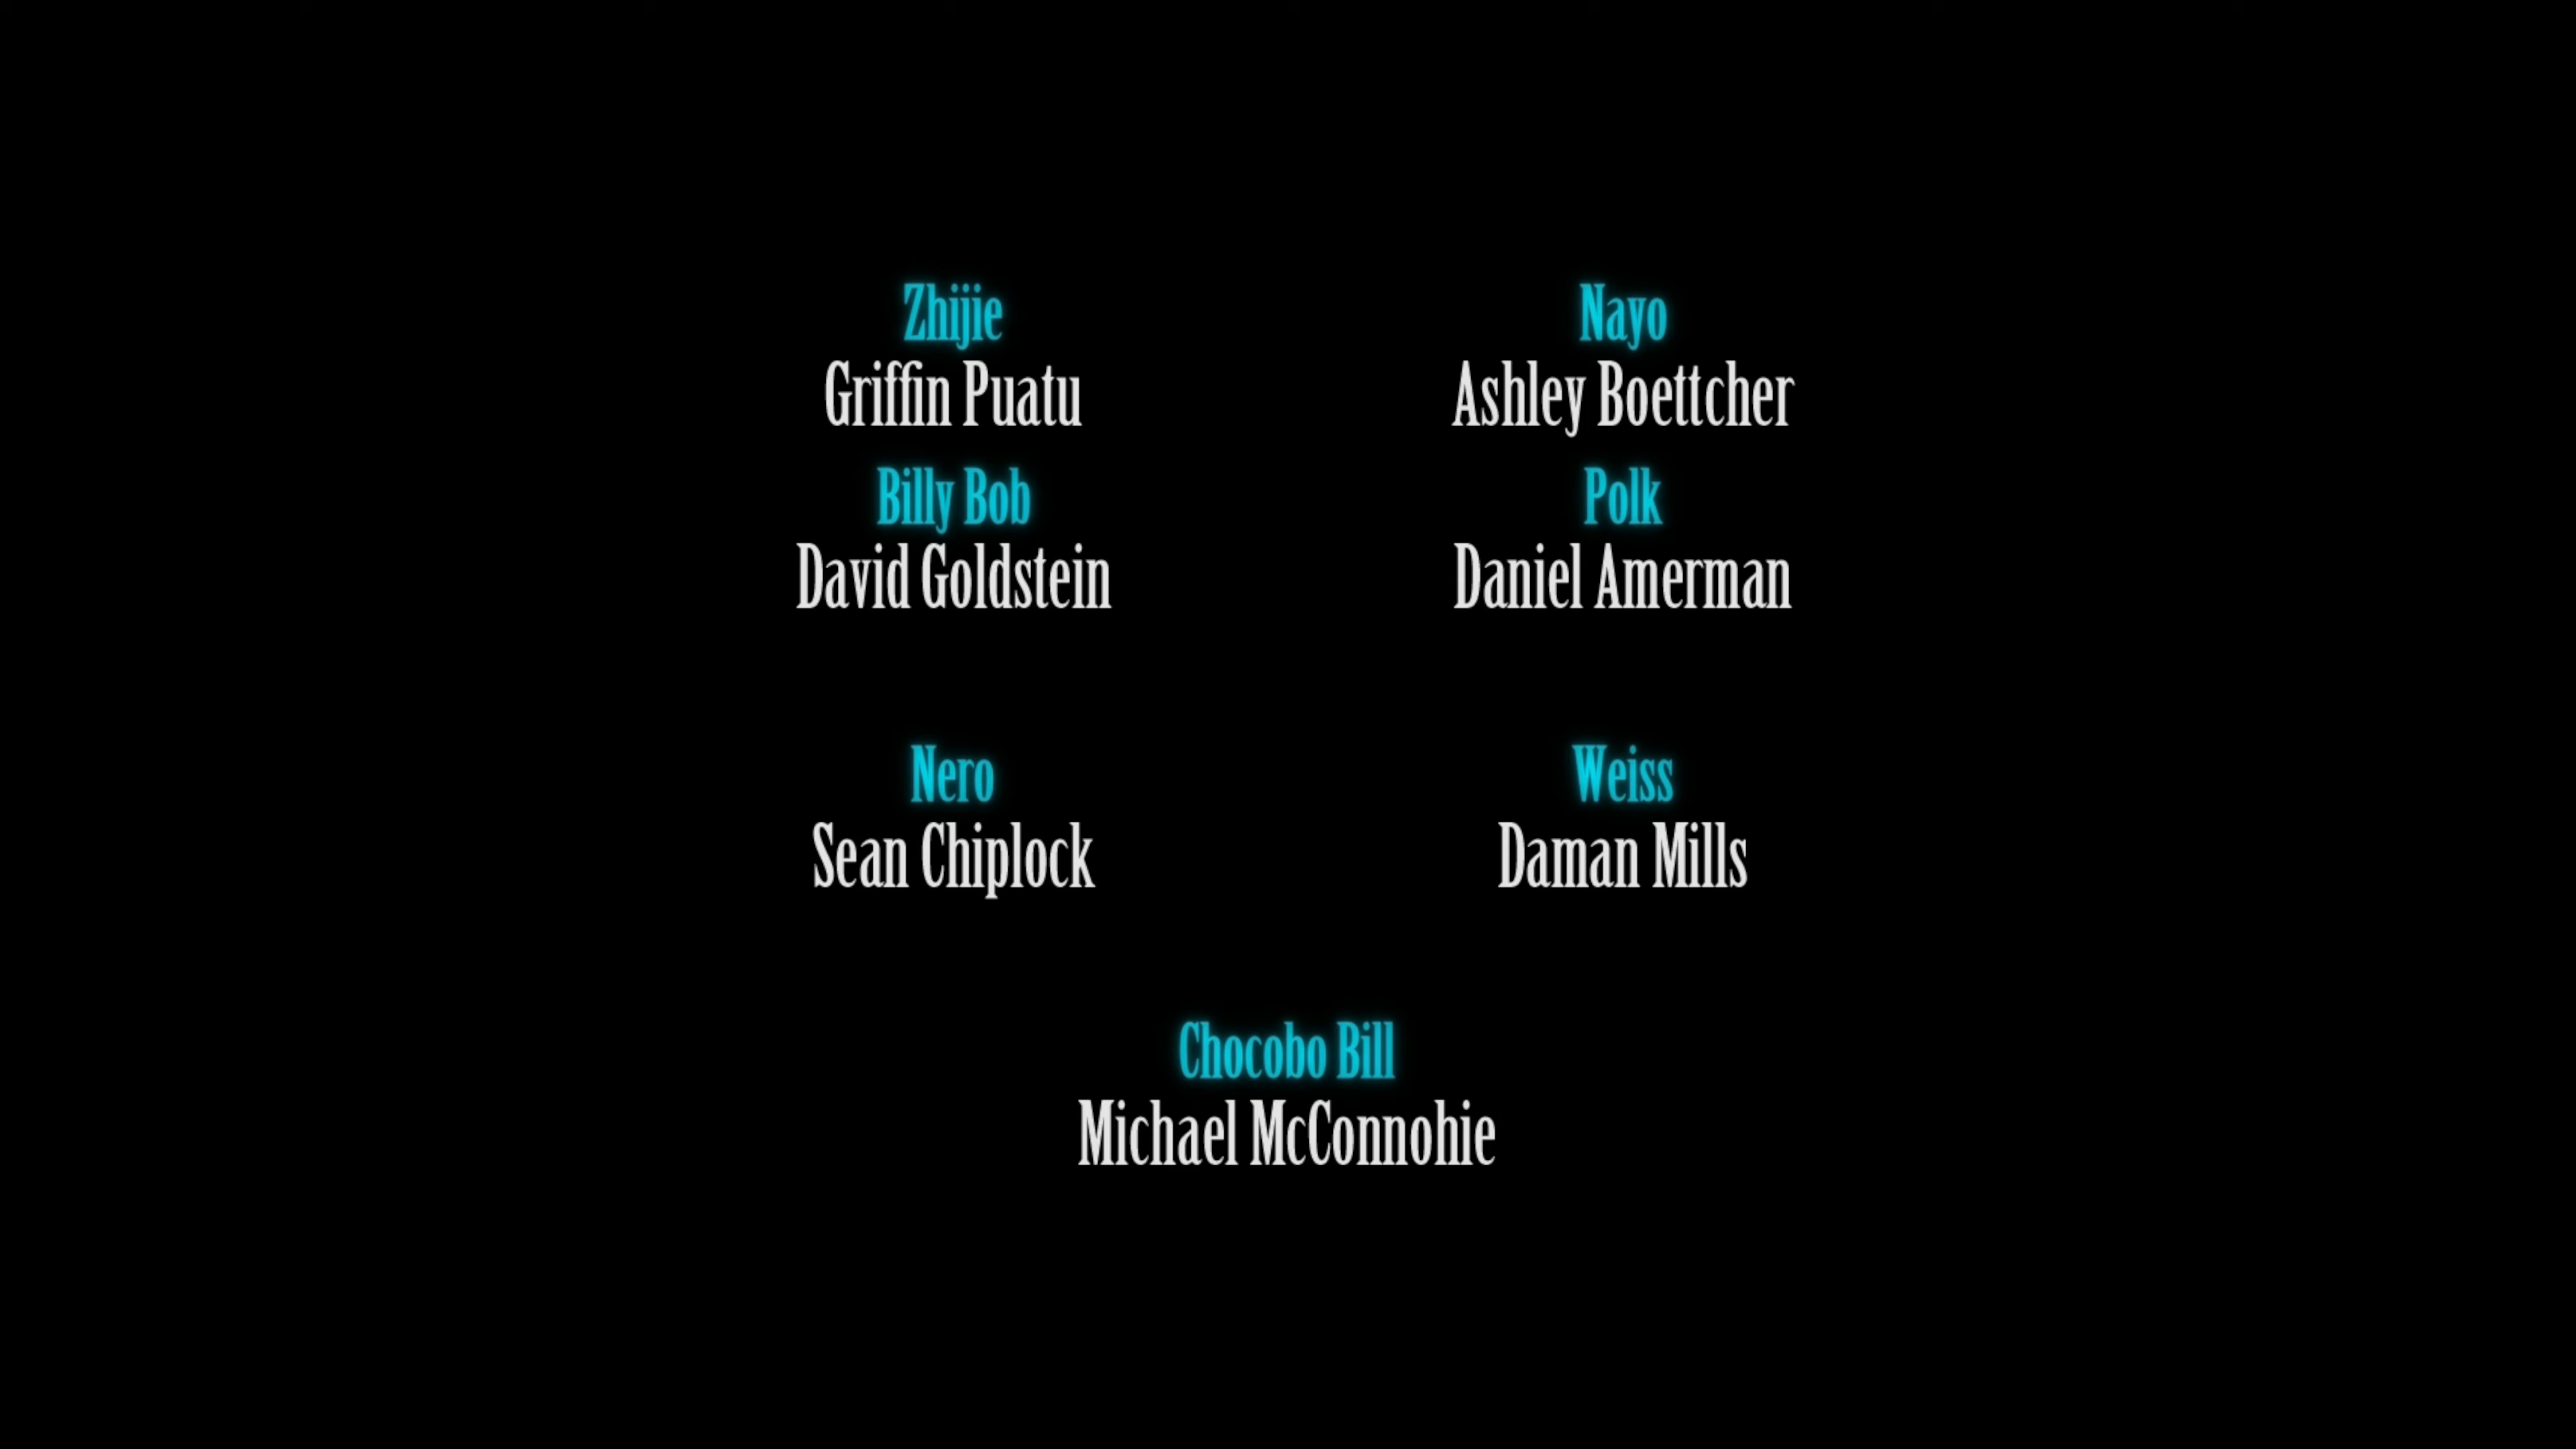 Zhijie
Griffin Puatu
Nayo
Ashley Boettcher
Billy Bob
David Goldstein
Polk
Daniel Amerman
Nero
Sean Chiplock
Weiss
Daman Mills
Chocobo Bill
Michael McConnohie